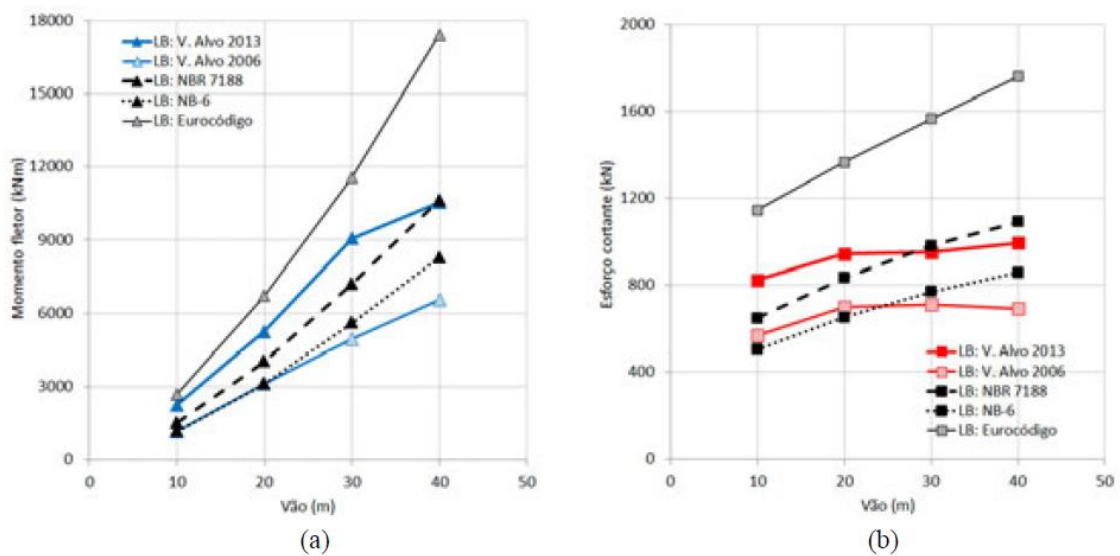 18000
15000
12000
9000
6000
3000
0
Momento fletor (kNm)
LB: V. Alvo 2013
LB: V. Alvo 2006
LB: NBR 7188
LB: NB-6
LB: Eurocódigo
0 10 20 30 40 50
Vão (m)
(a)
2000
1600
1200
800
400
0
Esforço cortante (kN)
LB: V. Alvo 2013
LB: V. Alvo 2006
LB: NBR 7188
LB: NB-6
LB: Eurocódigo
0 10 20 30 40 50
Vão (m)
(b)